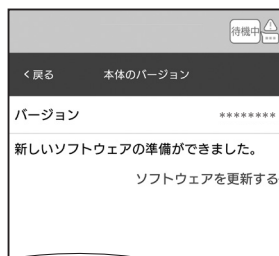 待機中
< 戻る 本体のバージョン
バージョン ********
新しいソフトウェアの準備ができました。
ソフトウェアを更新する